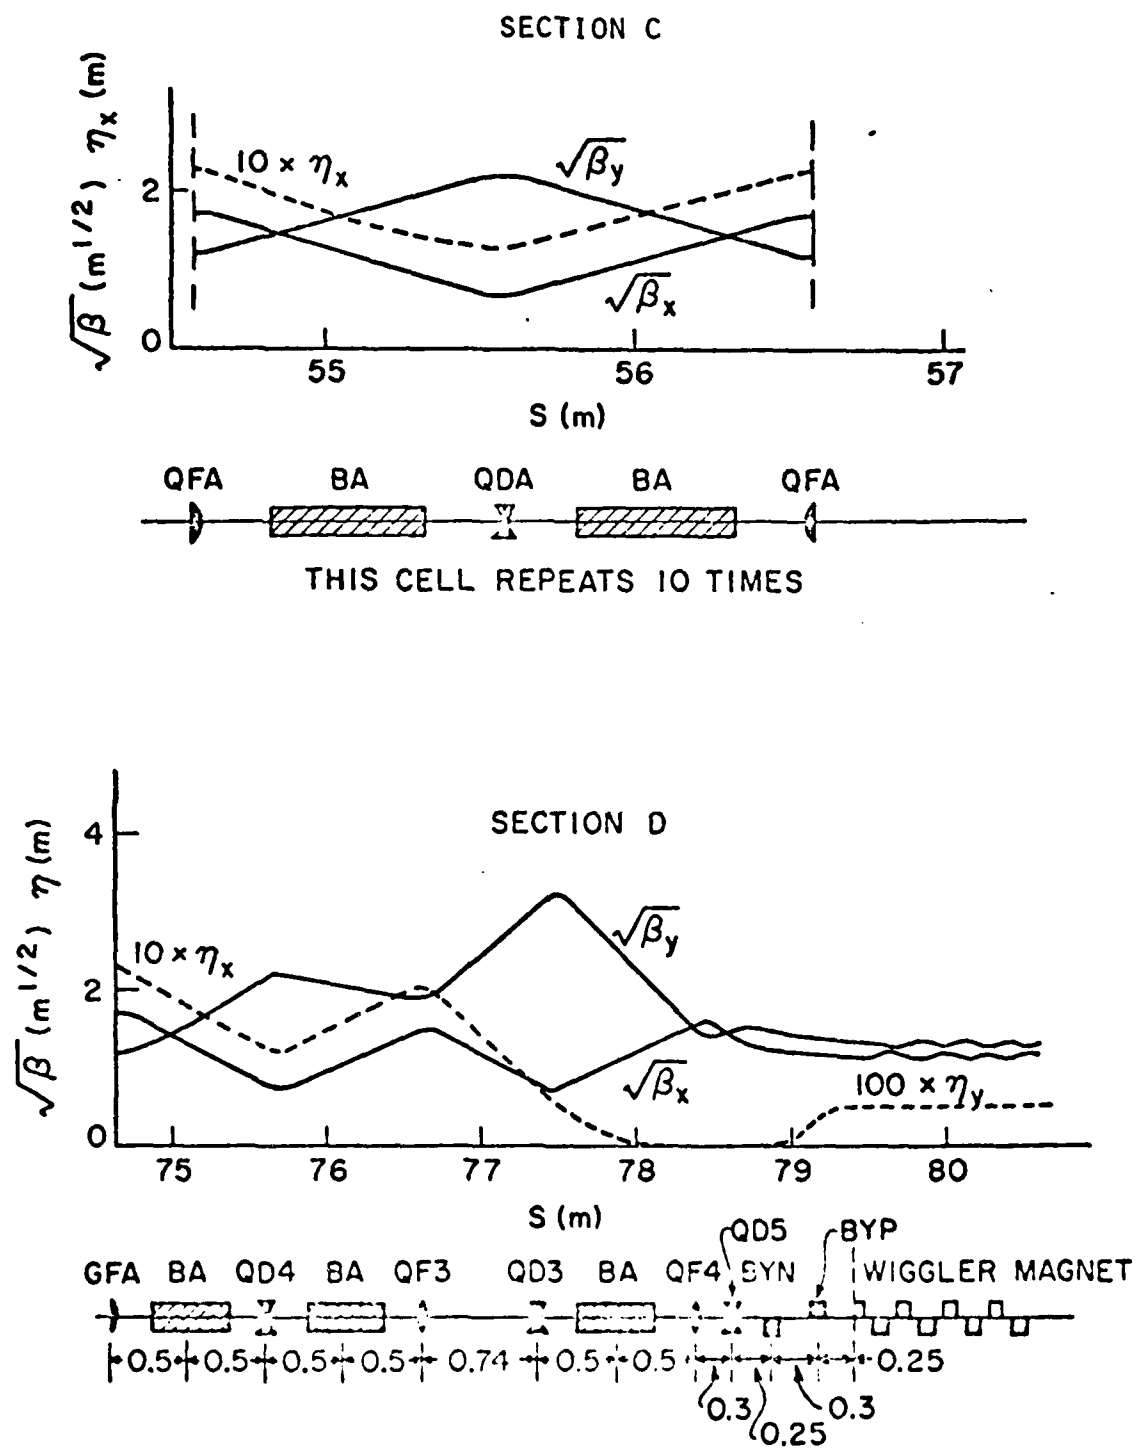 SECTION C
√β (m^1/2) η_x (m)
10 × η_x
√β_y
√β_x
2
0
55 56 57
S (m)
QFA BA QDA BA QFA
THIS CELL REPEATS 10 TIMES
SECTION D
√β (m^1/2) η (m)
4
10 × η_x
√β_y
2
√β_x
100 × η_y
0
75 76 77 78 79 80
S (m)
QD5 BYP
GFA BA QD4 BA QF3 QD3 BA QF4 BYN WIGGLER MAGNET
0.5 0.5 0.5 0.5 0.74 0.5 0.5 0.25
0.3 0.3
0.25